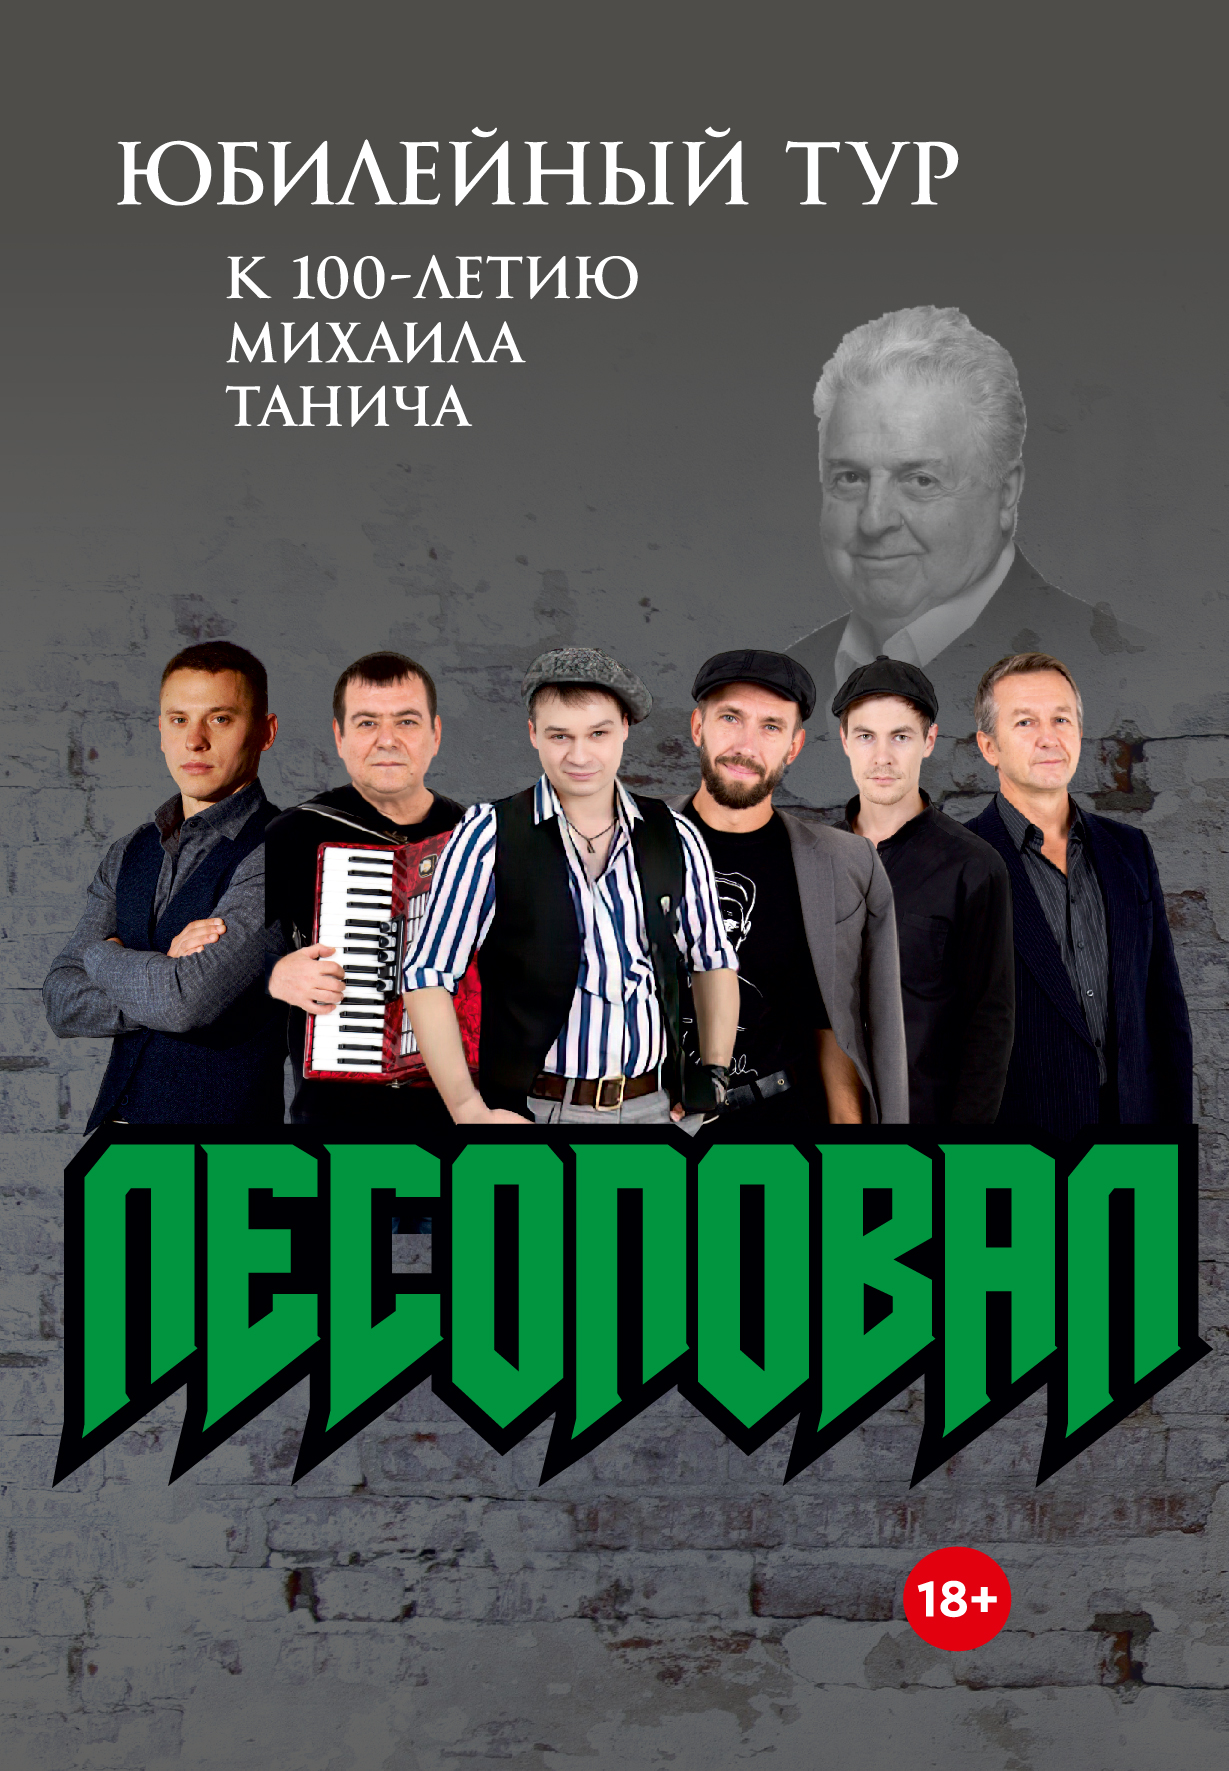 ЮБИЛЕЙНЫЙ ТУР
К 100-ЛЕТИЮ
МИХАИЛА
ТАНИЧА
ЛЕСОПОВАЛ
18+